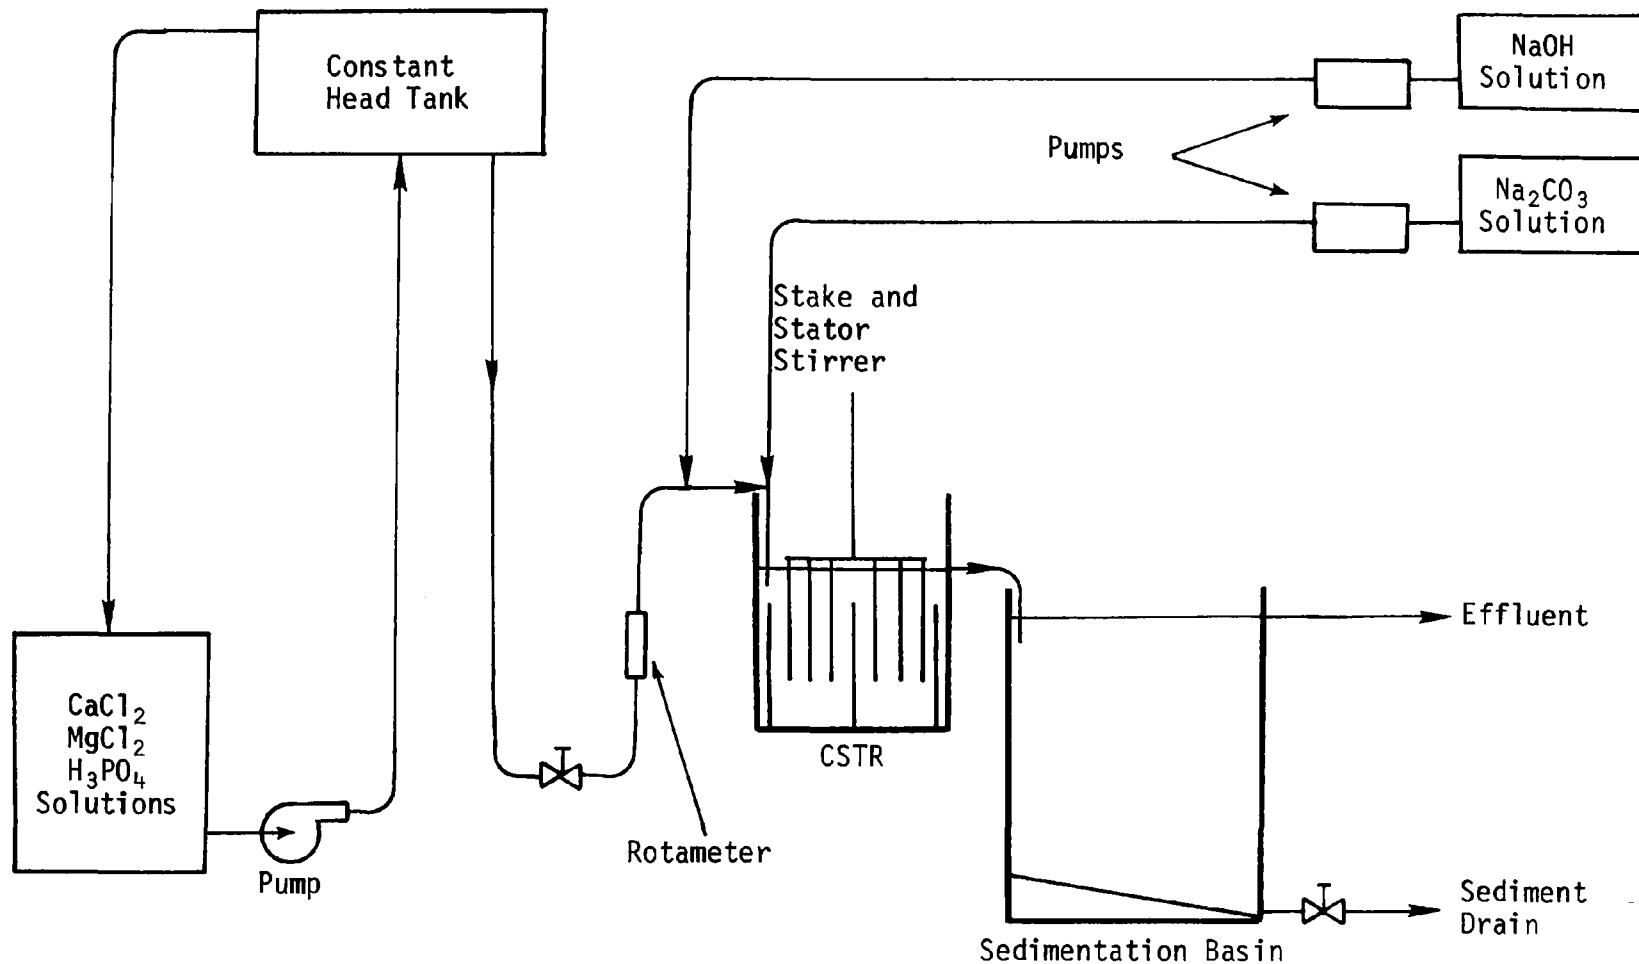 Constant
Head Tank
NaOH
Solution
Pumps
Na₂CO₃
Solution
Stake and
Stator
Stirrer
CaCl₂
MgCl₂
H₃PO₄
Solutions
Pump
Rotameter
CSTR
Effluent
Sediment
Drain
Sedimentation Basin